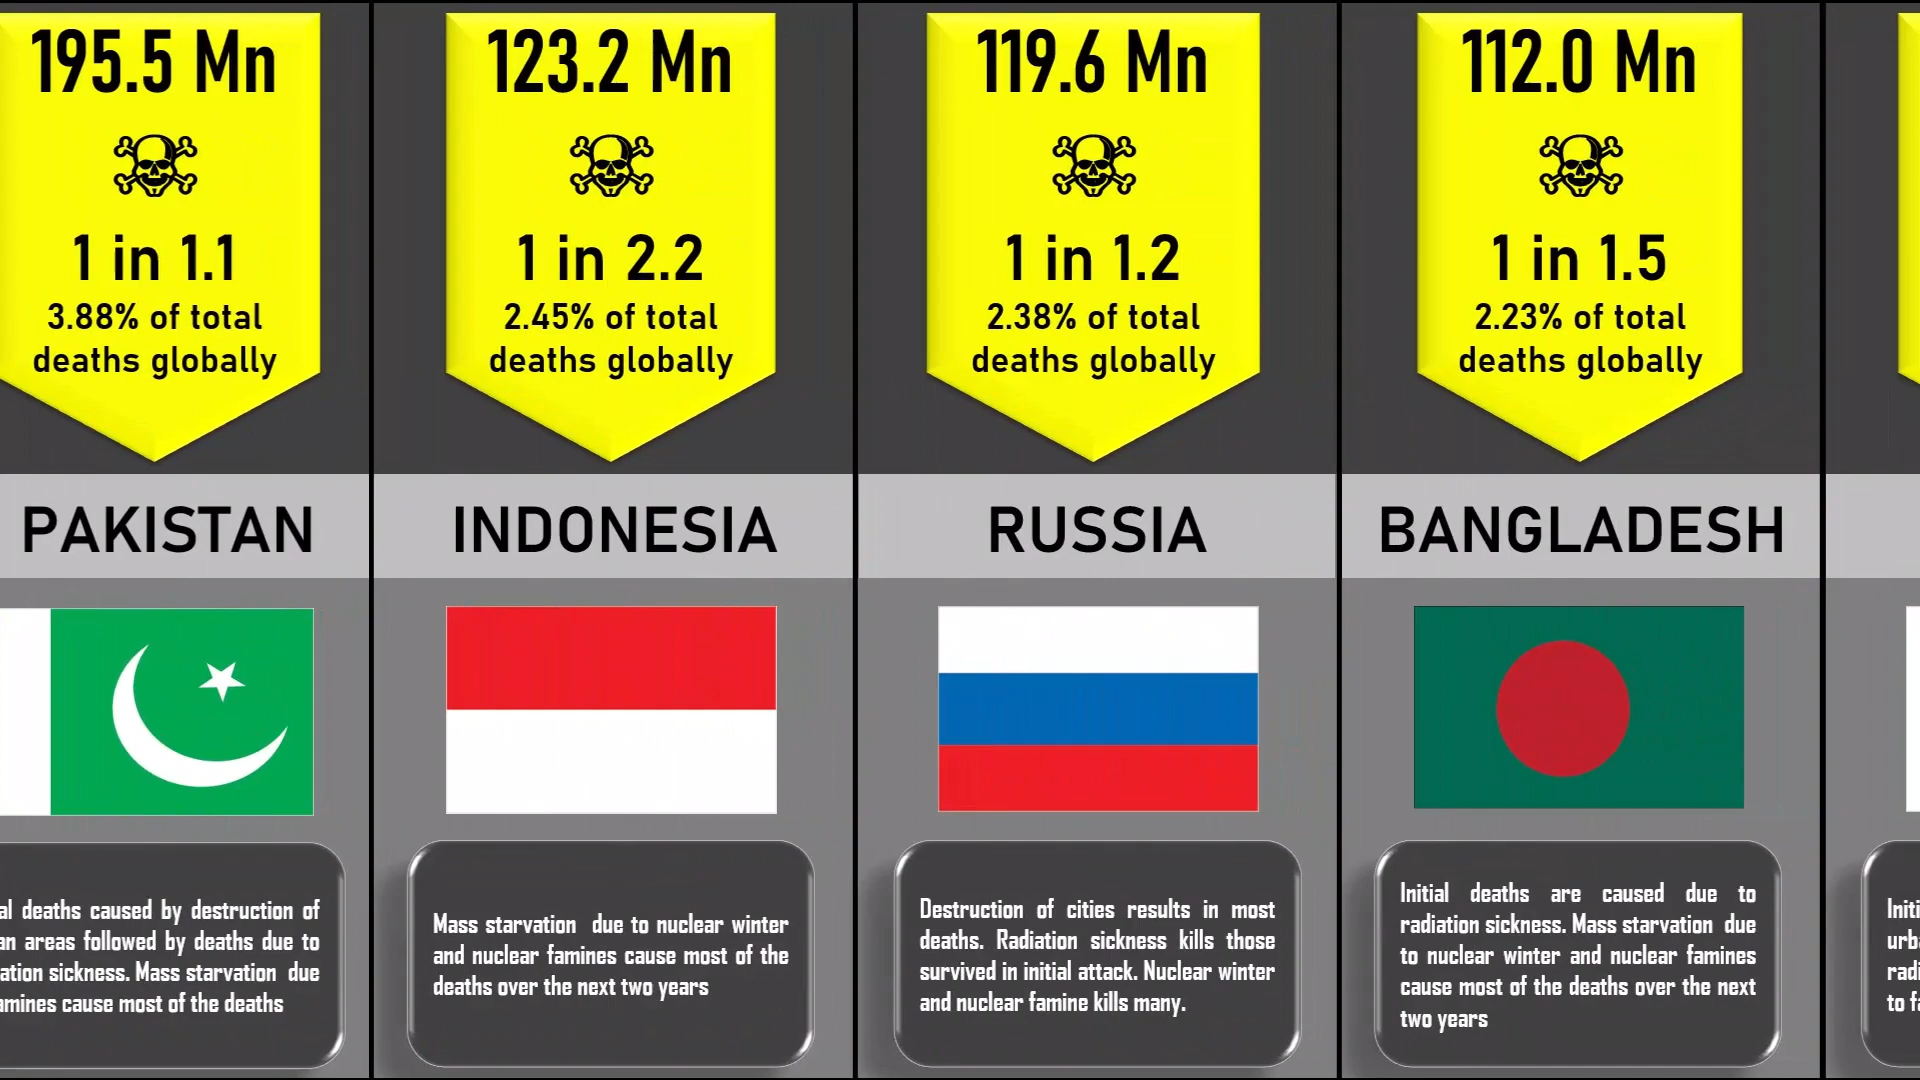 195.5 Mn
1 in 1.1
3.88% of total
deaths globally
PAKISTAN
deaths caused by destruction of
areas followed by deaths due to
sickness. Mass starvation due
cause most of the deaths
123.2 Mn
1 in 2.2
2.45% of total
deaths globally
INDONESIA
Mass starvation due to nuclear winter
and nuclear famines cause most of the
deaths over the next two years
119.6 Mn
1 in 1.2
2.38% of total
deaths globally
RUSSIA
Destruction of cities results in most
deaths. Radiation sickness kills those
survived in initial attack. Nuclear winter
and nuclear famine kills many.
112.0 Mn
1 in 1.5
2.23% of total
deaths globally
BANGLADESH
Initial deaths are caused due to
radiation sickness. Mass starvation due
to nuclear winter and nuclear famines
cause most of the deaths over the next
two years
to